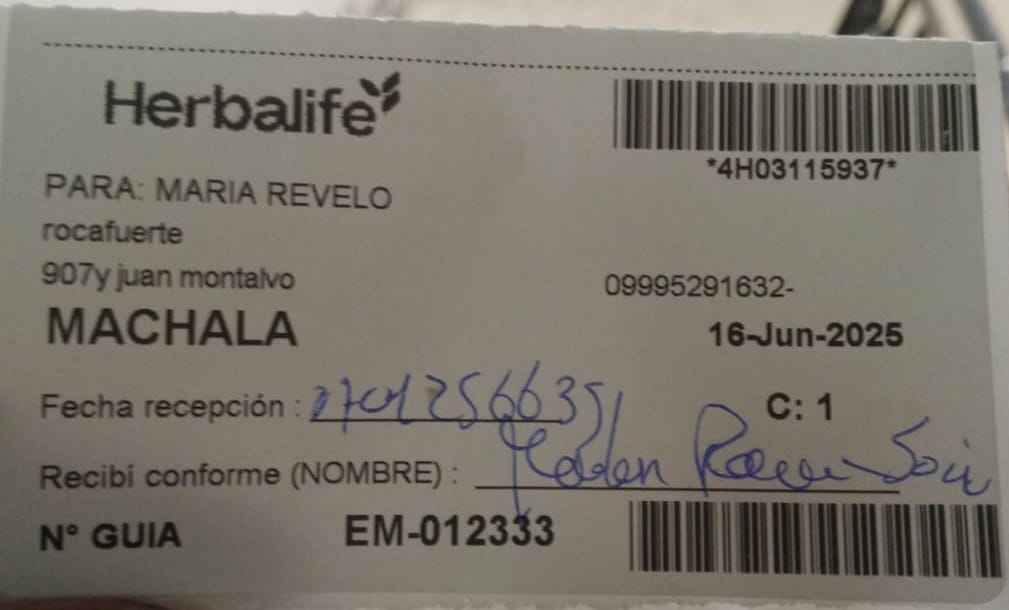 Herbalife
*4H03115937*
PARA: MARIA REVELO
rocafuerte
907y juan montalvo
09995291632-
MACHALA
16-Jun-2025
Fecha recepción :
C: 1
Recibí conforme (NOMBRE) :
Nº GUIA EM-012333